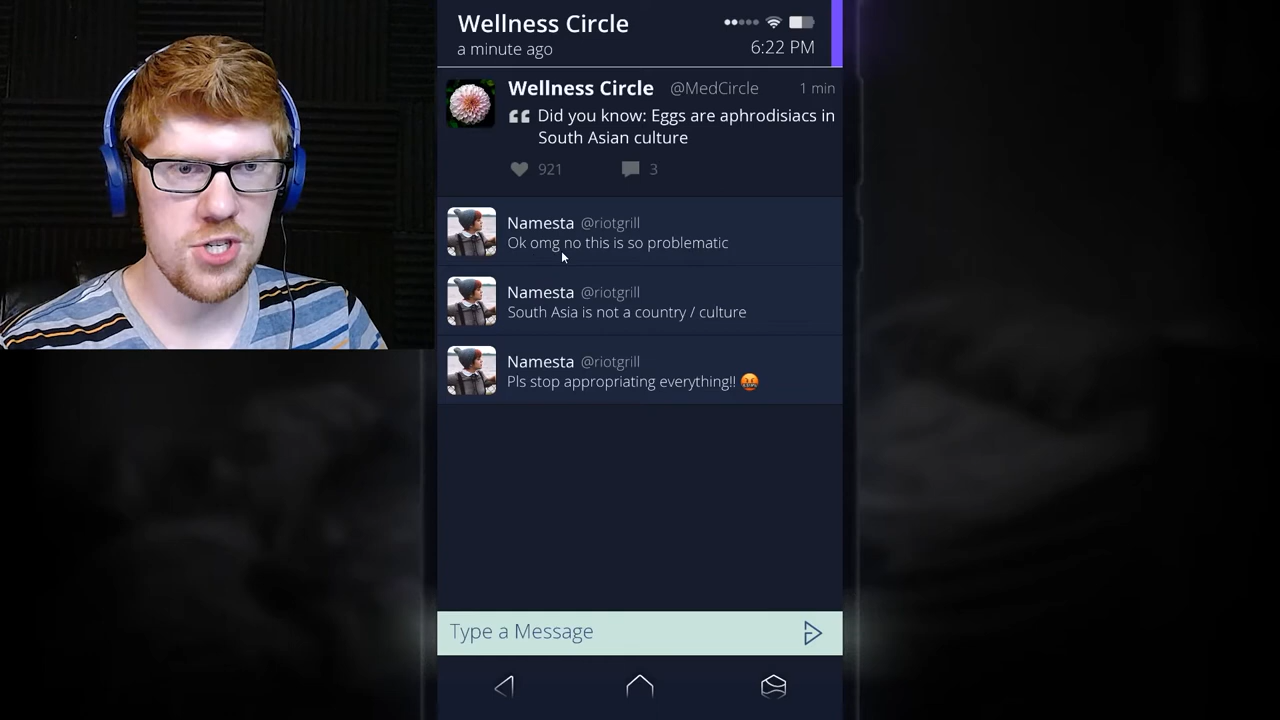 Wellness Circle
a minute ago
6:22 PM
Wellness Circle @MedCircle 1 min
Did you know: Eggs are aphrodisiacs in
South Asian culture
921 3
Namesta @riotgrill
Ok omg no this is so problematic
Namesta @riotgrill
South Asia is not a country / culture
Namesta @riotgrill
Pls stop appropriating everything!! 🤬
Type a Message